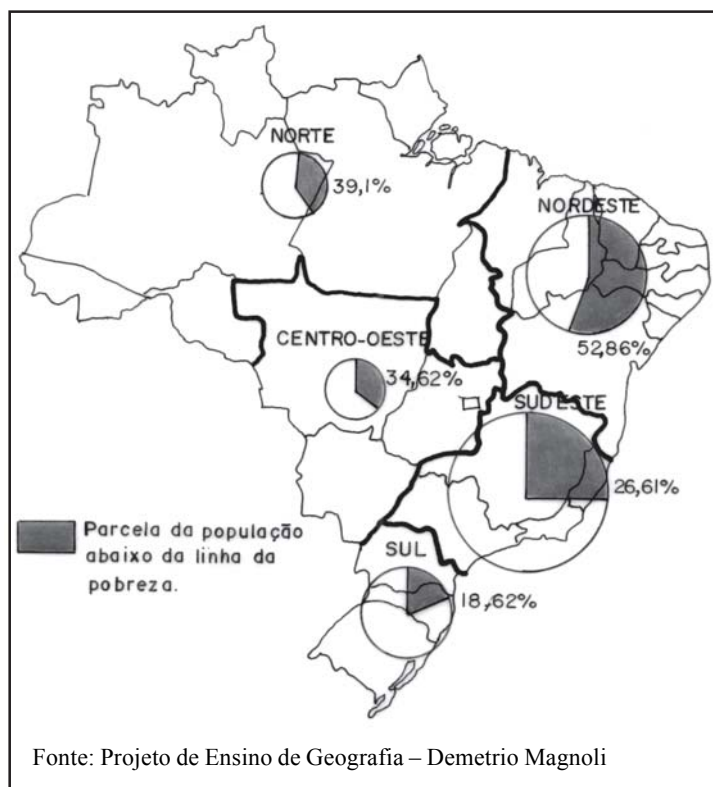 NORTE
39,1%
NORDESTE
52,86%
CENTRO-OESTE
34,62%
SUDESTE
26,61%
Parcela da população
abaixo da linha da
pobreza.
SUL
18,62%
Fonte: Projeto de Ensino de Geografia – Demetrio Magnoli